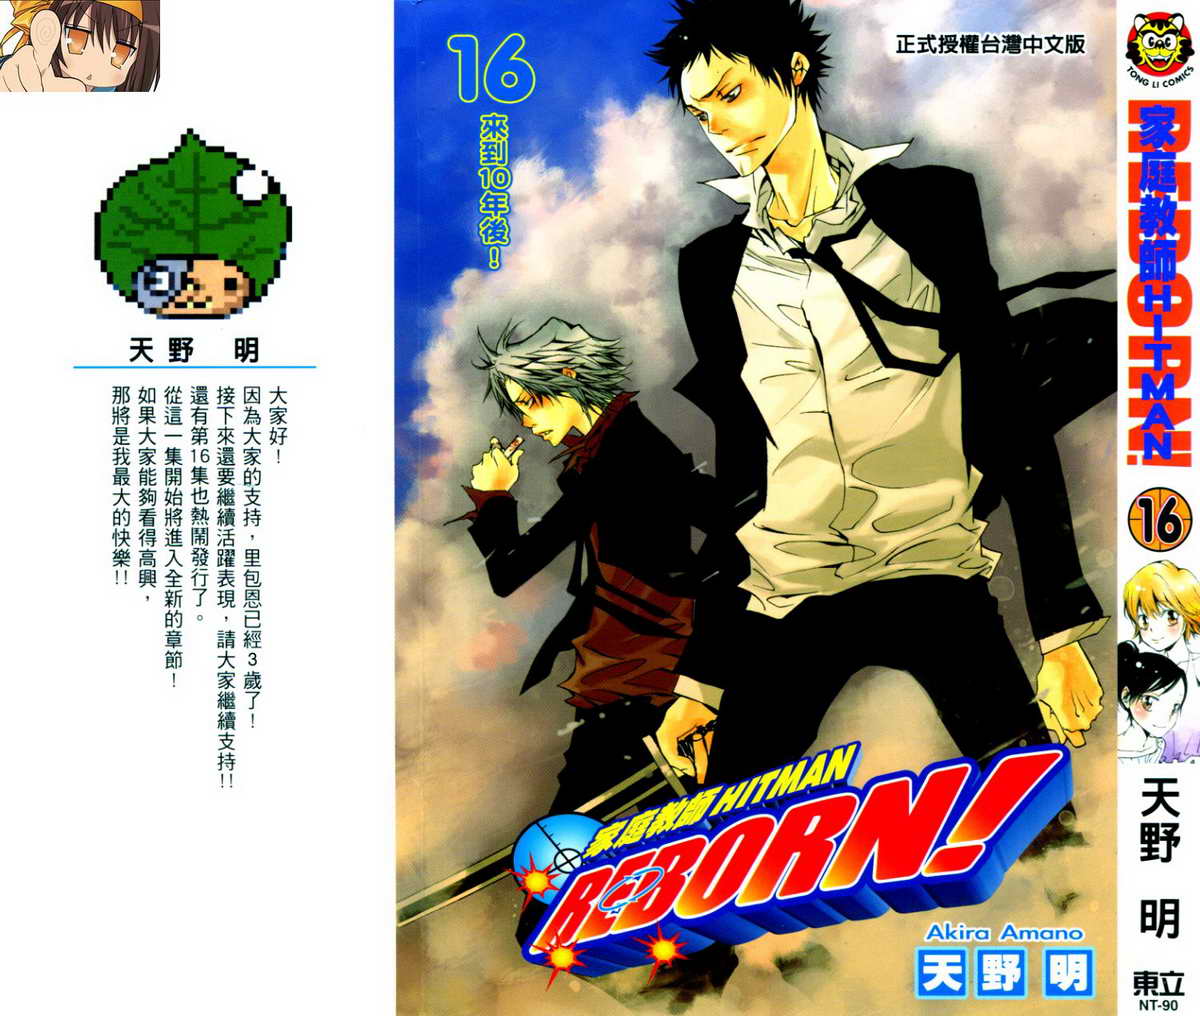 天野 明
大家好！
因為大家的支持，里包恩已經3歲了！
接下來還要繼續活躍表現，請大家繼續支持!!
還有第16集也熱鬧發行了。
從這一集開始將進入全新的章節！
如果大家能夠看得高興，
那將是我最大的快樂!!
16
來到10年後！
正式授權台灣中文版
家庭教師HITMAN
REBORN!
Akira Amano
天野 明
TONG LI COMICS
家庭教師HITMAN
REBORN!
16
天野 明
東立
NT-90